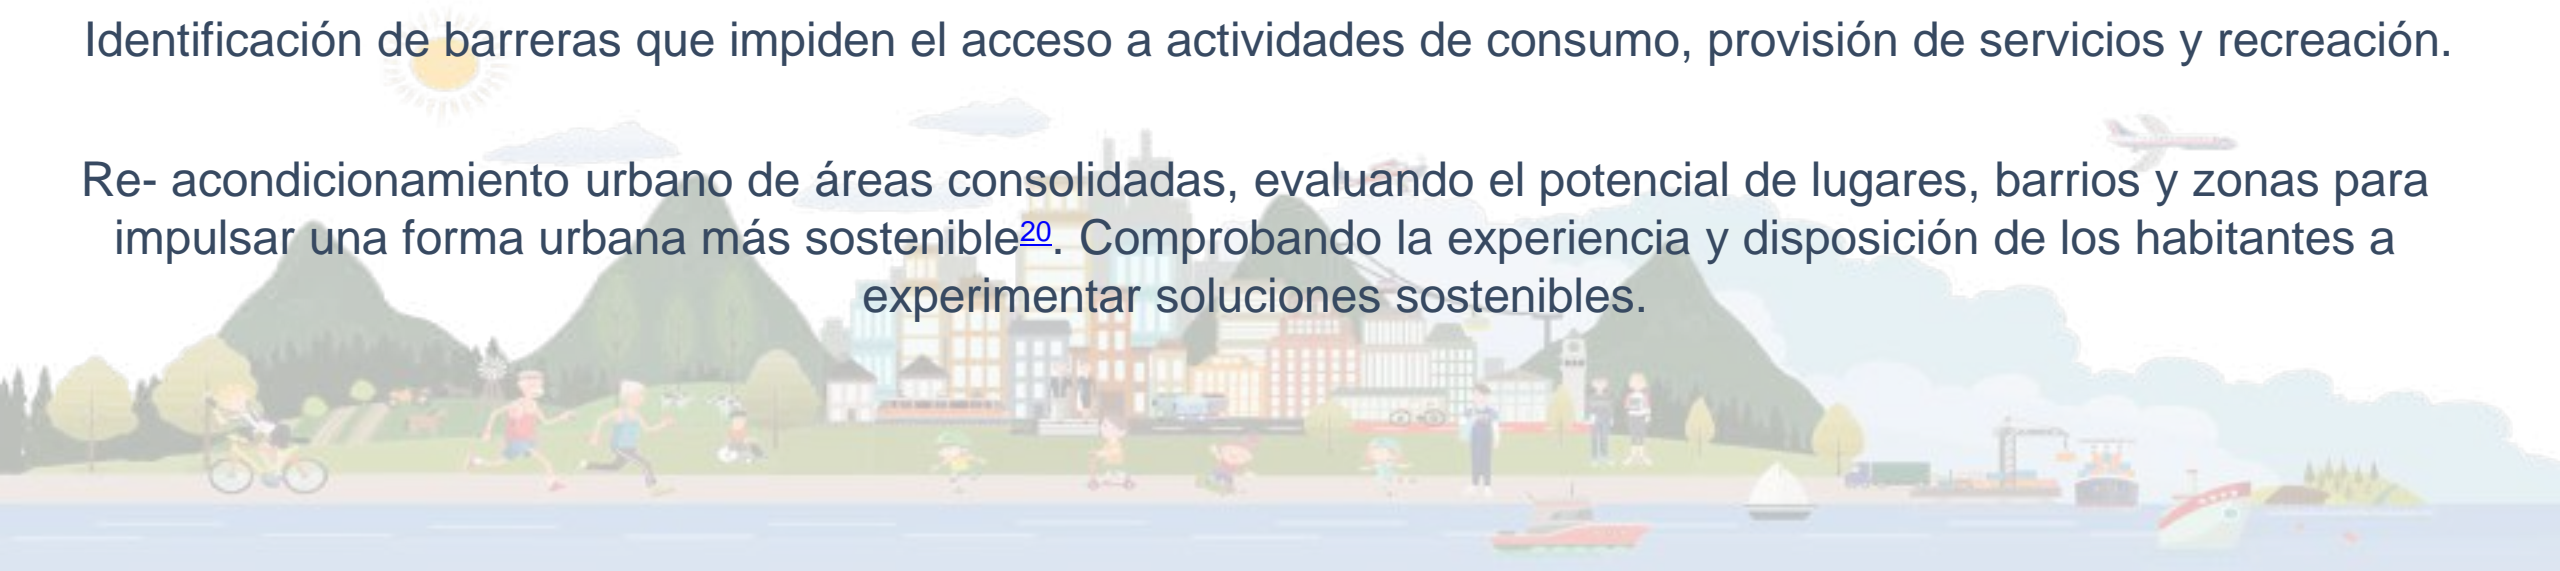 Identificación de barreras que impiden el acceso a actividades de consumo, provisión de servicios y recreación.
Re- acondicionamiento urbano de áreas consolidadas, evaluando el potencial de lugares, barrios y zonas para
impulsar una forma urbana más sostenible20. Comprobando la experiencia y disposición de los habitantes a
experimentar soluciones sostenibles.